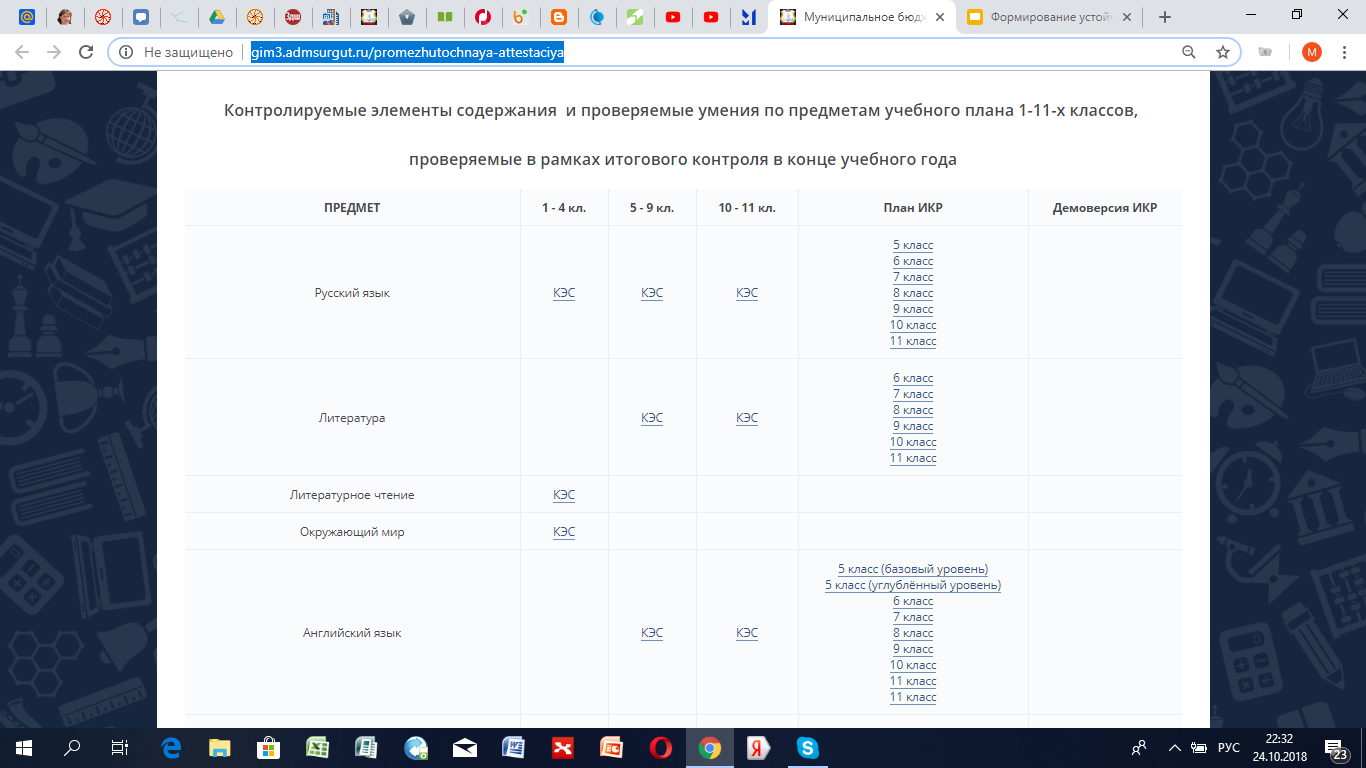 Муниципальное бюдж
Формирование устойч
Не защищено
gim3.admsurgut.ru/promezhutochnaya-attestaciya
M
Контролируемые элементы содержания и проверяемые умения по предметам учебного плана 1-11-х классов,
проверяемые в рамках итогового контроля в конце учебного года
ПРЕДМЕТ 1 - 4 кл. 5 - 9 кл. 10 - 11 кл. План ИКР Демоверсия ИКР
Русский язык КЭС КЭС КЭС
5 класс
6 класс
7 класс
8 класс
9 класс
10 класс
11 класс
Литература КЭС КЭС
6 класс
7 класс
8 класс
9 класс
10 класс
11 класс
Литературное чтение КЭС
Окружающий мир КЭС
Английский язык КЭС КЭС
5 класс (базовый уровень)
5 класс (углублённый уровень)
6 класс
7 класс
8 класс
9 класс
10 класс
11 класс
11 класс
РУС
22:32
24.10.2018
23